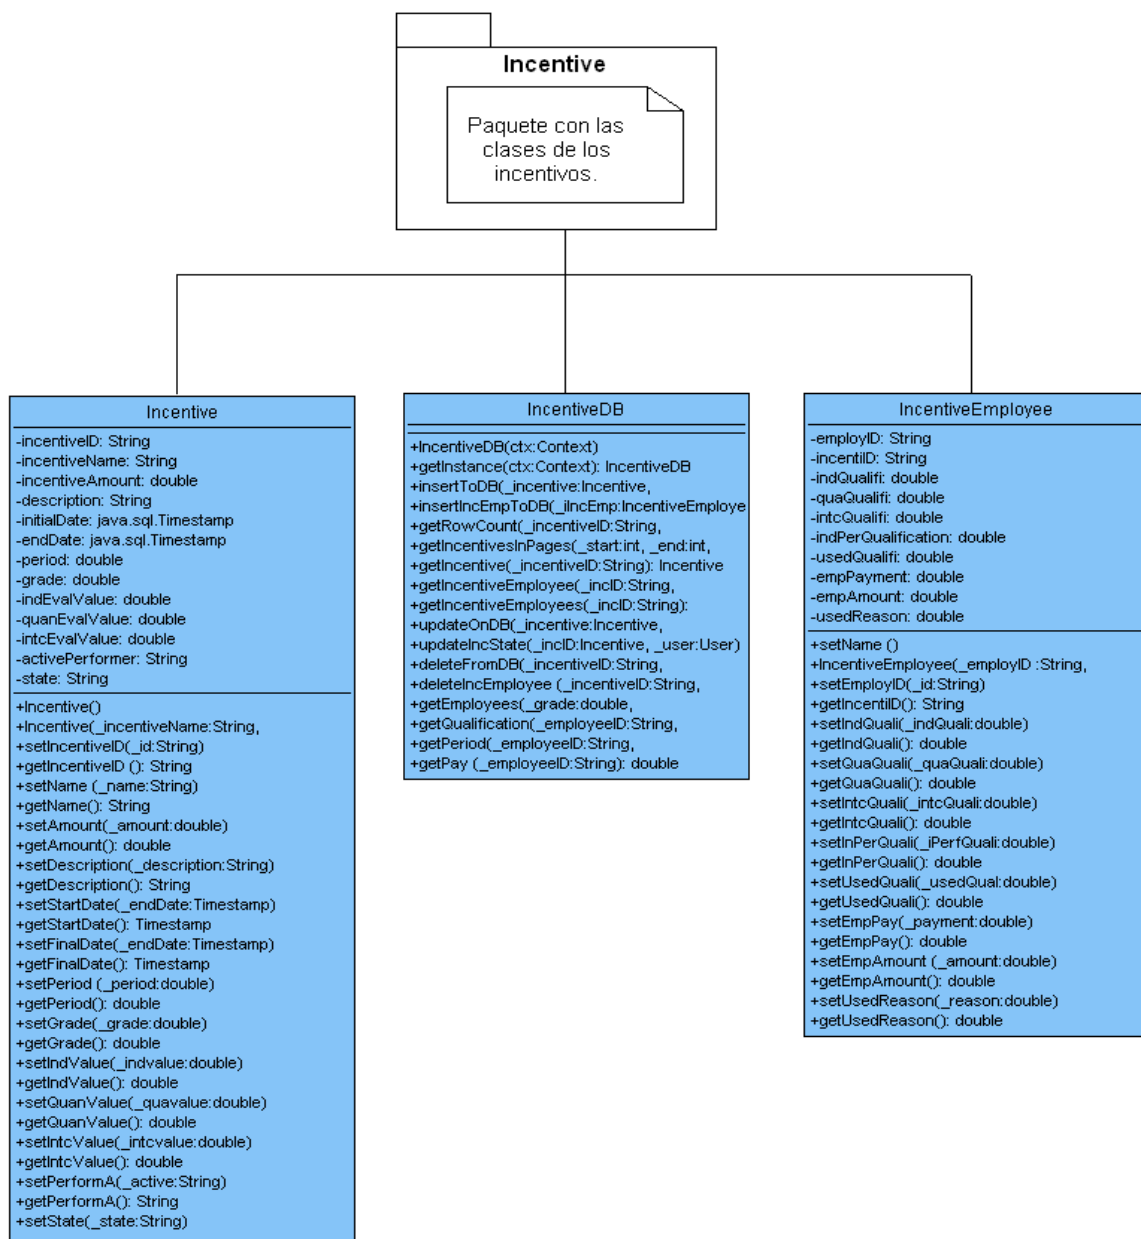 Incentive
Paquete con las
clases de los
incentivos.
Incentive
-incentiveID: String
-incentiveName: String
-incentiveAmount: double
-description: String
-initialDate: java.sql.Timestamp
-endDate: java.sql.Timestamp
-period: double
-grade: double
-indEvalValue: double
-quanEvalValue: double
-intcEvalValue: double
-activePerformer: String
-state: String
+Incentive()
+Incentive(_incentiveName:String,
+setIncentiveID(_id:String)
+getIncentiveID (): String
+setName (_name:String)
+getName(): String
+setAmount(_amount:double)
+getAmount(): double
+setDescription(_description:String)
+getDescription(): String
+setStartDate(_endDate:Timestamp)
+getStartDate(): Timestamp
+setFinalDate(_endDate:Timestamp)
+getFinalDate(): Timestamp
+setPeriod (_period:double)
+getPeriod(): double
+setGrade(_grade:double)
+getGrade(): double
+setIndValue(_indvalue:double)
+getIndValue(): double
+setQuanValue(_quavalue:double)
+getQuanValue(): double
+setIntcValue(_intcvalue:double)
+getIntcValue(): double
+setPerformA(_active:String)
+getPerformA(): String
+setState(_state:String)
IncentiveDB
+IncentiveDB(ctx:Context)
+getInstance(ctx:Context): IncentiveDB
+insertToDB(_incentive:Incentive,
+insertIncEmpToDB(_iIncEmp:IncentiveEmploye
+getRowCount(_incentiveID:String,
+getIncentivesInPages(_start:int, _end:int,
+getIncentive(_incentiveID:String): Incentive
+getIncentiveEmployee(_incID:String,
+getIncentiveEmployees(_incID:String):
+updateOnDB(_incentive:Incentive,
+updateIncState(_incID:Incentive, _user:User)
+deleteFromDB(_incentiveID:String,
+deleteIncEmployee (_incentiveID:String,
+getEmployees(_grade:double,
+getQualification(_employeeID:String,
+getPeriod(_employeeID:String,
+getPay (_employeeID:String): double
IncentiveEmployee
-employID: String
-incentiID: String
-indQualifi: double
-quaQualifi: double
-intcQualifi: double
-indPerQualification: double
-usedQualifi: double
-empPayment: double
-empAmount: double
-usedReason: double
+setName ()
+IncentiveEmployee(_employID :String,
+setEmployID(_id:String)
+getIncentiID(): String
+setIndQuali(_indQuali:double)
+getIndQuali(): double
+setQuaQuali(_quaQuali:double)
+getQuaQuali(): double
+setIntcQuali(_intcQuali:double)
+getIntcQuali(): double
+setInPerQuali(_iPerfQuali:double)
+getInPerQuali(): double
+setUsedQuali(_usedQual:double)
+getUsedQuali(): double
+setEmpPay(_payment:double)
+getEmpPay(): double
+setEmpAmount (_amount:double)
+getEmpAmount(): double
+setUsedReason(_reason:double)
+getUsedReason(): double